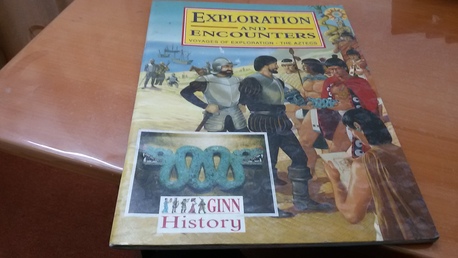 EXPLORATION
AND
ENCOUNTERS
VOYAGES OF EXPLORATION · THE AZTECS
GINN
History